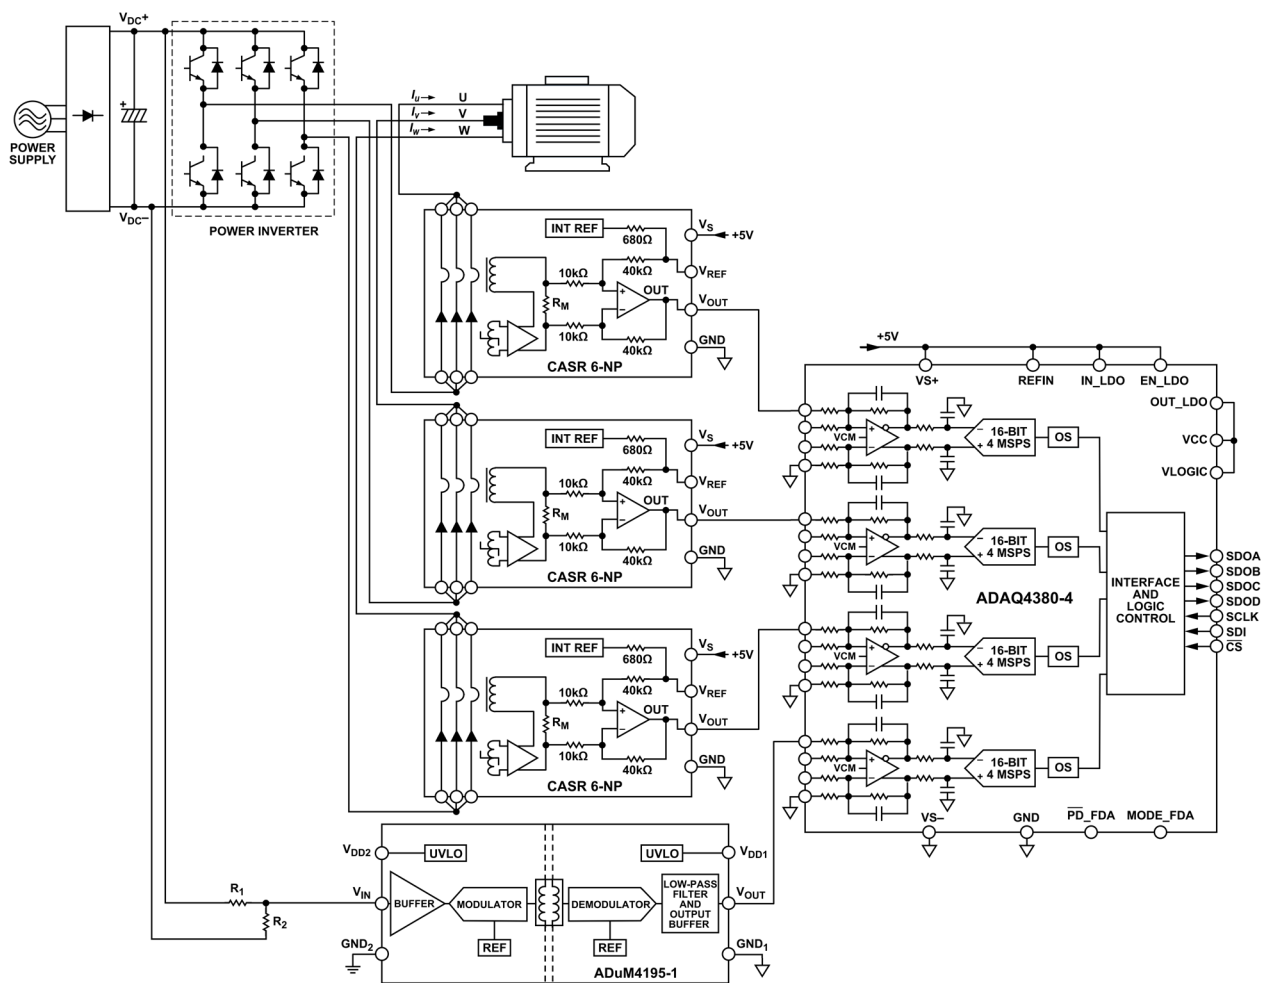 VDC+
POWER
SUPPLY
+
VDC–
POWER INVERTER
IU
U
IV
V
IW
W
INT REF
680Ω
VS
+5V
10kΩ
40kΩ
VREF
RM
+
–
OUT
VOUT
10kΩ
40kΩ
GND
CASR 6-NP
INT REF
680Ω
VS
+5V
10kΩ
40kΩ
VREF
RM
+
–
OUT
VOUT
10kΩ
40kΩ
GND
CASR 6-NP
INT REF
680Ω
VS
+5V
10kΩ
40kΩ
VREF
RM
+
–
OUT
VOUT
10kΩ
40kΩ
GND
CASR 6-NP
+5V
VS+
REFIN
IN_LDO
EN_LDO
OUT_LDO
VCC
VLOGIC
VCM
+
–
–
+
16-BIT
4 MSPS
OS
VCM
+
–
–
+
16-BIT
4 MSPS
OS
ADAQ4380-4
VCM
+
–
–
+
16-BIT
4 MSPS
OS
VCM
+
–
–
+
16-BIT
4 MSPS
OS
INTERFACE
AND
LOGIC
CONTROL
SDOA
SDOB
SDOC
SDOD
SCLK
SDI
CS
VS–
GND
PD_FDA
MODE_FDA
VDD2
UVLO
UVLO
VDD1
R1
R2
VIN
BUFFER
MODULATOR
DEMODULATOR
LOW-PASS
FILTER
AND
OUTPUT
BUFFER
VOUT
REF
REF
GND2
GND1
ADuM4195-1